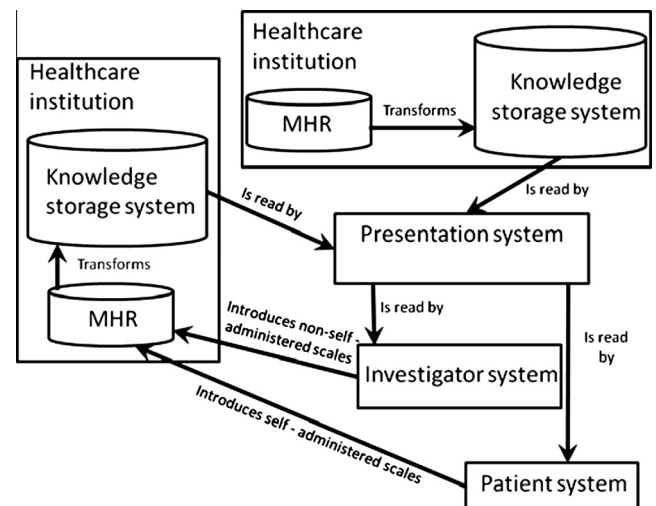 Healthcare
institution
MHR
Transforms
Knowledge
storage system
Healthcare
institution
Knowledge
storage system
Transforms
MHR
Is read by
Is read by
Presentation system
Is read by
Is read
by
Introduces non-self -
administered scales
Investigator system
Introduces self - administered scales
Patient system